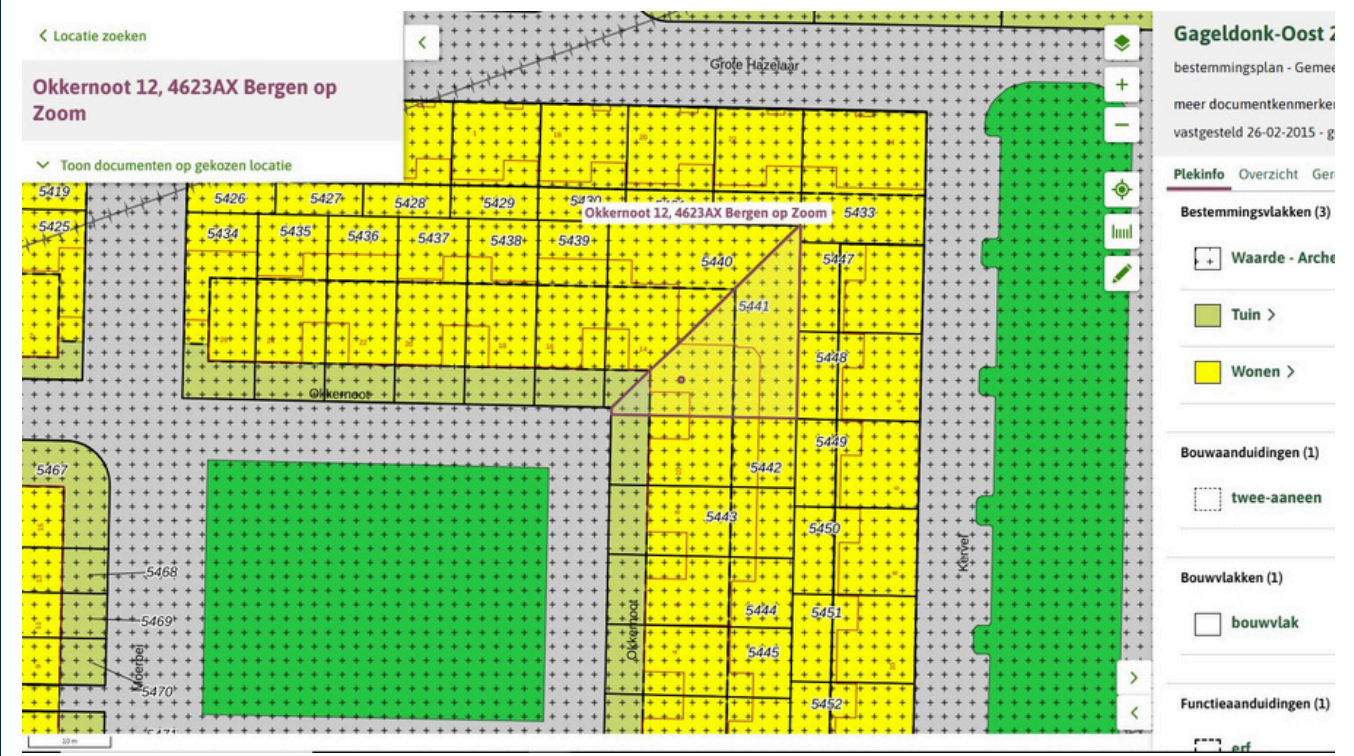 Locatie zoeken
Okkernoot 12, 4623AX Bergen op
Zoom
Toon documenten op gekozen locatie
Gageldonk-Oost 2
bestemmingsplan - Gemee
meer documentkenmerken
vastgesteld 26-02-2015 - g
Plekinfo Overzicht Ger
Bestemmingsvlakken (3)
Waarde - Arche
Tuin >
Wonen >
Bouwaanduidingen (1)
twee-aaneen
Bouwvlakken (1)
bouwvlak
Functieaanduidingen (1)
erf
Grote Hazelaar
5419
5425
5426
5427
5428
5429
5430
Okkernoot 12, 4623AX Bergen op Zoom
5433
5434
5435
5436
5437
5438
5439
5440
5447
5441
5448
Okkernoot
5449
5442
5467
5443
5450
Kervel
5468
5444
5451
5469
Okkernoot
5445
Moerbei
5470
5452
5471
10 m